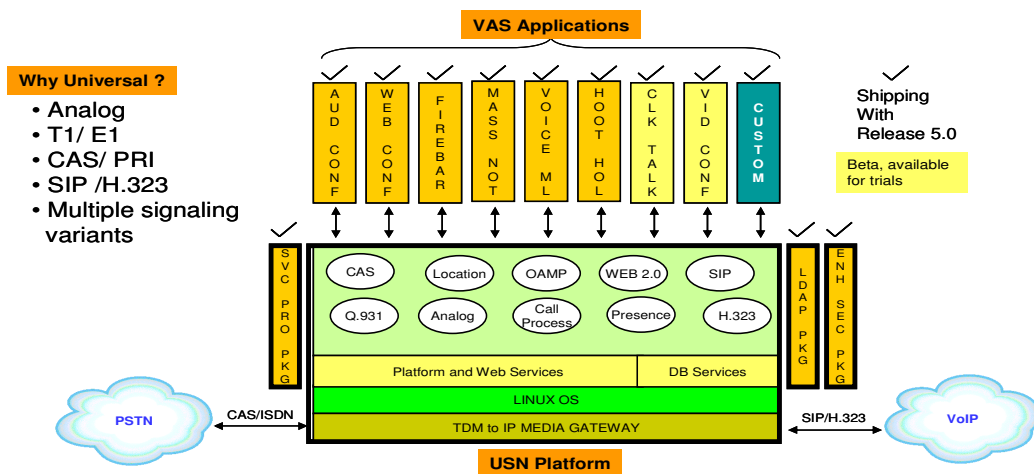 VAS Applications
Why Universal ?
• Analog
• T1/ E1
• CAS/ PRI
• SIP /H.323
• Multiple signaling
variants
AUD CONF
WEB CONF
FIREBAR
MASS NOT
VOICE ML
HOOT HOL
CLK TALK
VID CONF
CUSTOM
Shipping
With
Release 5.0
Beta, available
for trials
SVC PRO PKG
CAS
Location
OAMP
WEB 2.0
SIP
Q.931
Analog
Call
Process
Presence
H.323
LDAP PKG
ENH SEC PKG
Platform and Web Services
DB Services
LINUX OS
TDM to IP MEDIA GATEWAY
PSTN
CAS/ISDN
SIP/H.323
VoIP
USN Platform